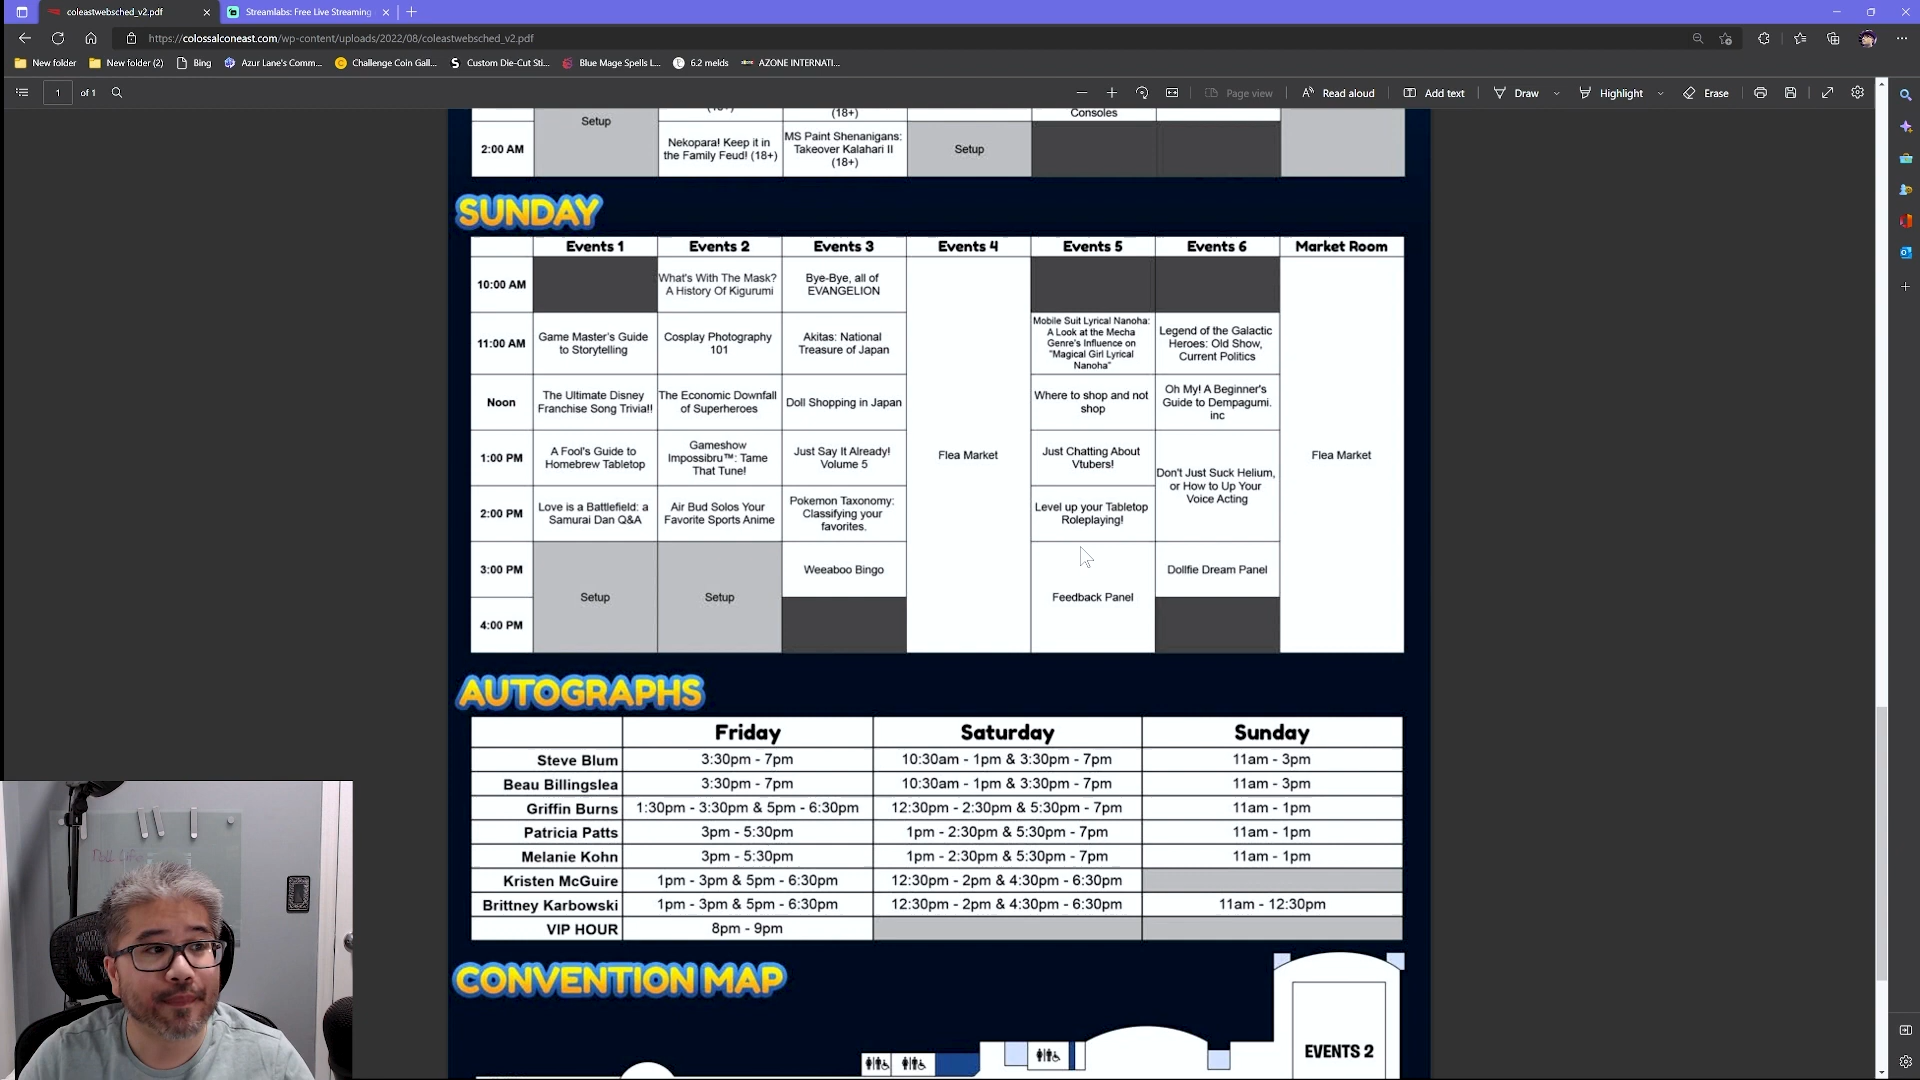 coleastwebsched_v2.pdf
Streamlabs: Free Live Streaming
https://colossalconeast.com/wp-content/uploads/2022/08/coleastwebsched_v2.pdf
New folder
New folder (2)
Bing
Azur Lane's Comm...
Challenge Coin Gall...
Custom Die-Cut Sti...
Blue Mage Spells L...
6.2 melds
AZONE INTERNATI...
1
of 1
Page view
Read aloud
Add text
Draw
Highlight
Erase
Setup
(18+)
Consoles
2:00 AM
Nekopara! Keep it in
the Family Feud! (18+)
MS Paint Shenanigans:
Takeover Kalahari II
(18+)
Setup
SUNDAY
Events 1
Events 2
Events 3
Events 4
Events 5
Events 6
Market Room
10:00 AM
What's With The Mask?
A History Of Kigurumi
Bye-Bye, all of
EVANGELION
11:00 AM
Game Master's Guide
to Storytelling
Cosplay Photography
101
Akitas: National
Treasure of Japan
Mobile Suit Lyrical Nanoha:
A Look at the Mecha
Genre's Influence on
"Magical Girl Lyrical
Nanoha"
Legend of the Galactic
Heroes: Old Show,
Current Politics
Noon
The Ultimate Disney
Franchise Song Trivia!!
The Economic Downfall
of Superheroes
Doll Shopping in Japan
Where to shop and not
shop
Oh My! A Beginner's
Guide to Dempagumi.
inc
1:00 PM
A Fool's Guide to
Homebrew Tabletop
Gameshow
Impossibru™: Tame
That Tune!
Just Say It Already!
Volume 5
Flea Market
Just Chatting About
Vtubers!
Don't Just Suck Helium,
or How to Up Your
Voice Acting
Flea Market
2:00 PM
Love is a Battlefield: a
Samurai Dan Q&A
Air Bud Solos Your
Favorite Sports Anime
Pokemon Taxonomy:
Classifying your
favorites.
Level up your Tabletop
Roleplaying!
3:00 PM
Setup
Setup
Weeaboo Bingo
Feedback Panel
Dollfie Dream Panel
4:00 PM
AUTOGRAPHS
Friday
Saturday
Sunday
Steve Blum
3:30pm - 7pm
10:30am - 1pm & 3:30pm - 7pm
11am - 3pm
Beau Billingslea
3:30pm - 7pm
10:30am - 1pm & 3:30pm - 7pm
11am - 3pm
Griffin Burns
1:30pm - 3:30pm & 5pm - 6:30pm
12:30pm - 2:30pm & 5:30pm - 7pm
11am - 1pm
Patricia Patts
3pm - 5:30pm
1pm - 2:30pm & 5:30pm - 7pm
11am - 1pm
Melanie Kohn
3pm - 5:30pm
1pm - 2:30pm & 5:30pm - 7pm
11am - 1pm
Kristen McGuire
1pm - 3pm & 5pm - 6:30pm
12:30pm - 2pm & 4:30pm - 6:30pm
Brittney Karbowski
1pm - 3pm & 5pm - 6:30pm
12:30pm - 2pm & 4:30pm - 6:30pm
11am - 12:30pm
VIP HOUR
8pm - 9pm
CONVENTION MAP
EVENTS 2